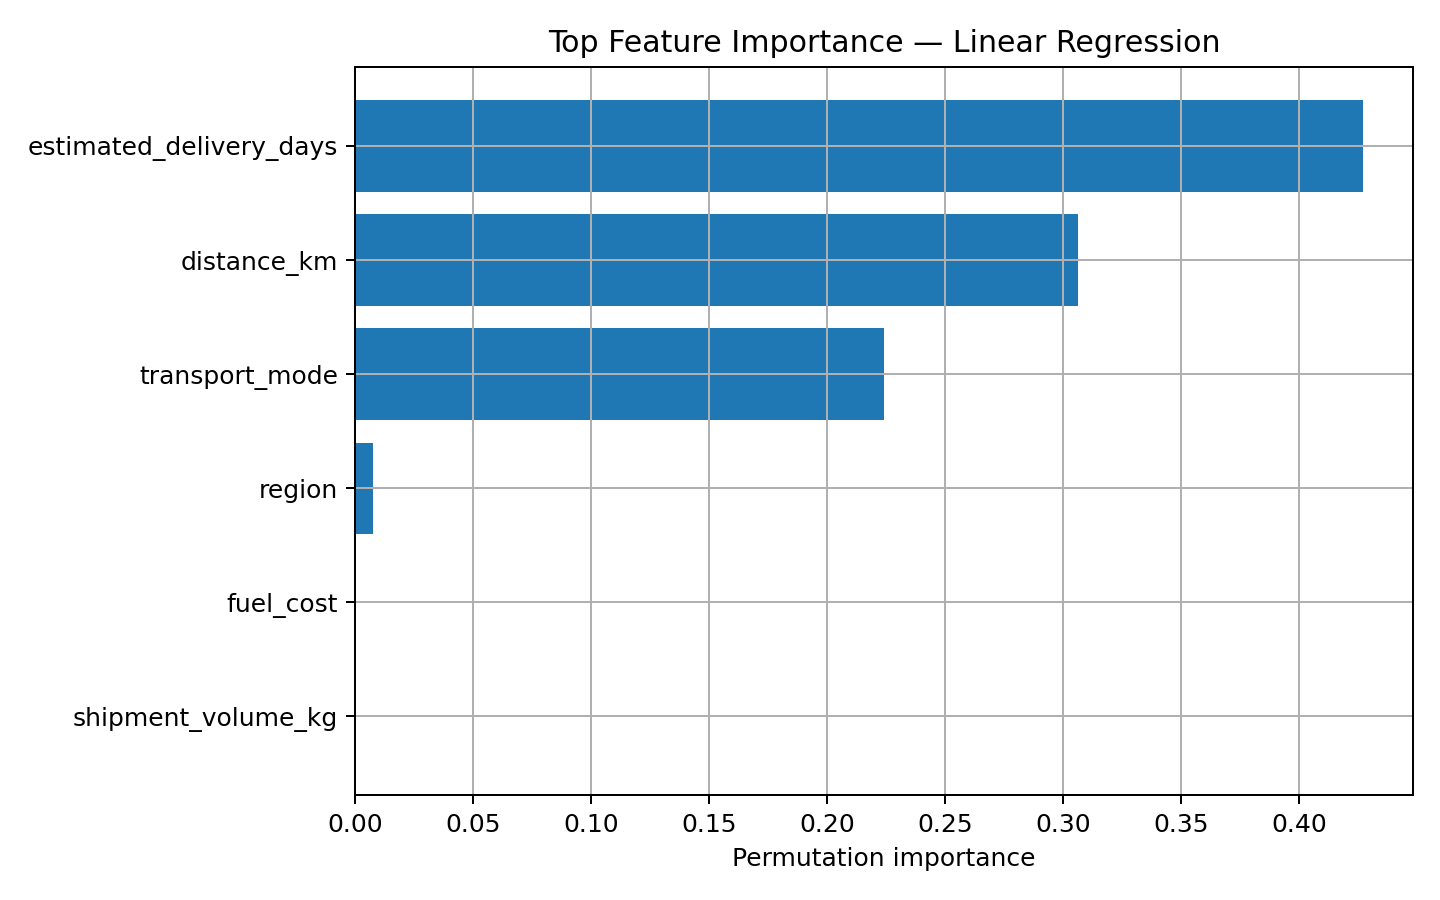 Top Feature Importance — Linear Regression
estimated_delivery_days
distance_km
transport_mode
region
fuel_cost
shipment_volume_kg
0.00 0.05 0.10 0.15 0.20 0.25 0.30 0.35 0.40
Permutation importance